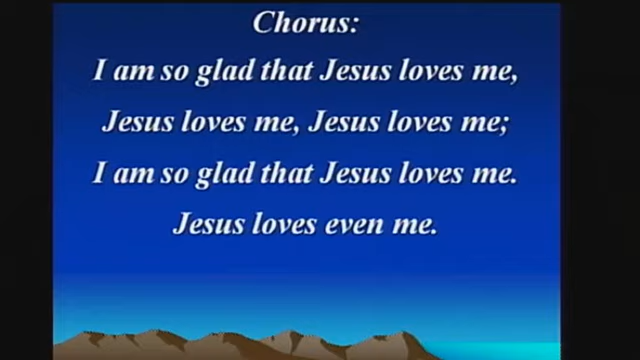 Chorus:
I am so glad that Jesus loves me,
Jesus loves me, Jesus loves me;
I am so glad that Jesus loves me.
Jesus loves even me.